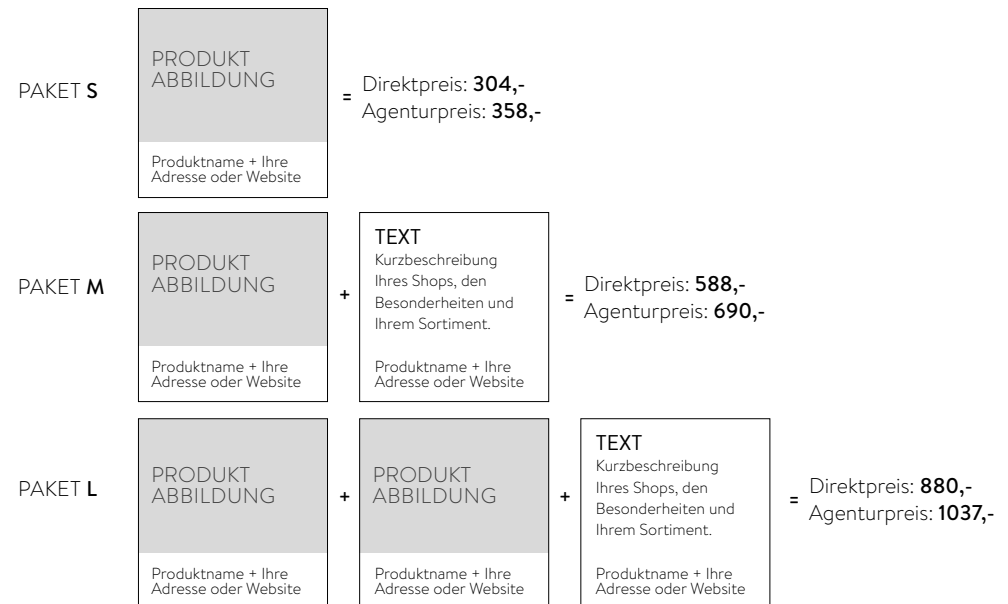 PAKET S
PRODUKT
ABBILDUNG
Produktname + Ihre
Adresse oder Website
= Direktpreis: 304,-
Agenturpreis: 358,-
PAKET M
PRODUKT
ABBILDUNG
Produktname + Ihre
Adresse oder Website
+
TEXT
Kurzbeschreibung
Ihres Shops, den
Besonderheiten und
Ihrem Sortiment.
Produktname + Ihre
Adresse oder Website
= Direktpreis: 588,-
Agenturpreis: 690,-
PAKET L
PRODUKT
ABBILDUNG
Produktname + Ihre
Adresse oder Website
+
PRODUKT
ABBILDUNG
Produktname + Ihre
Adresse oder Website
+
TEXT
Kurzbeschreibung
Ihres Shops, den
Besonderheiten und
Ihrem Sortiment.
Produktname + Ihre
Adresse oder Website
= Direktpreis: 880,-
Agenturpreis: 1037,-